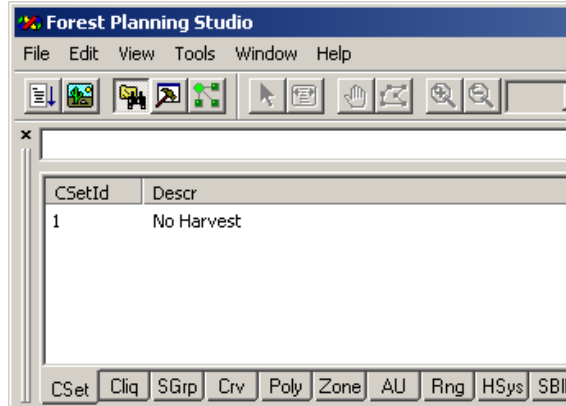 Forest Planning Studio
File Edit View Tools Window Help
CSetId Descr
1 No Harvest
CSet Cliq SGrp Crv Poly Zone AU Rng HSys